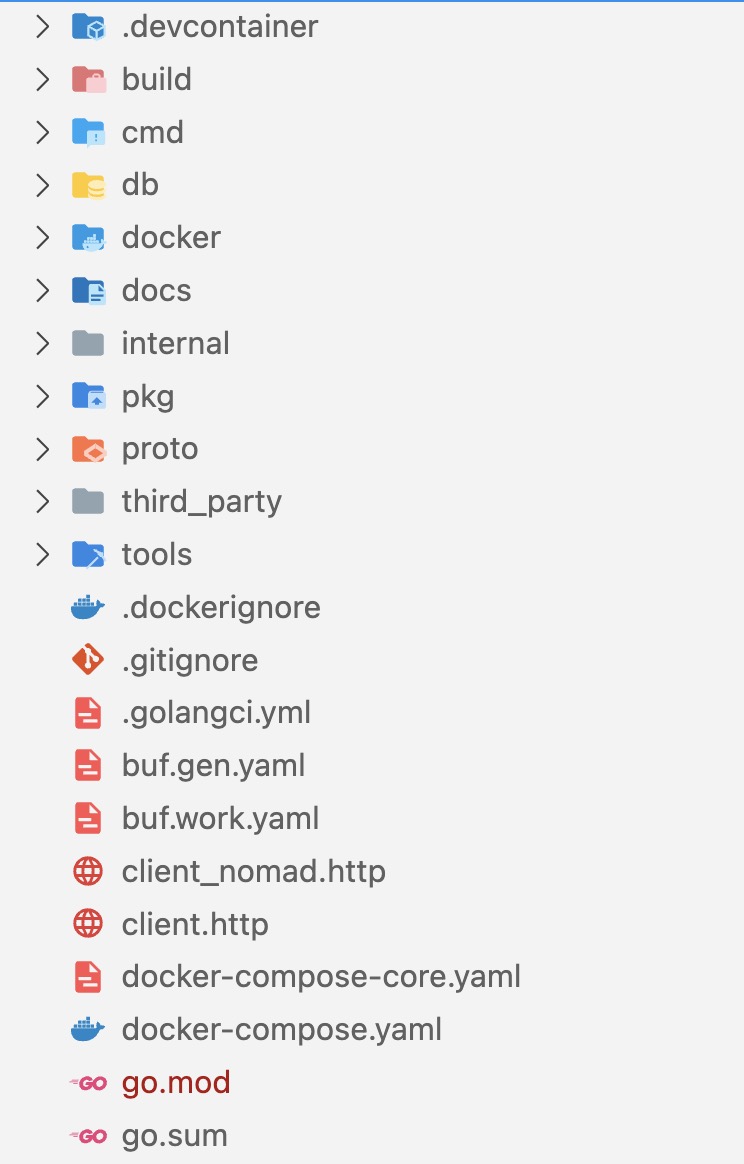 .devcontainer
build
cmd
db
docker
docs
internal
pkg
proto
third_party
tools
.dockerignore
.gitignore
.golangci.yml
buf.gen.yaml
buf.work.yaml
client_nomad.http
client.http
docker-compose-core.yaml
docker-compose.yaml
GO go.mod
GO go.sum